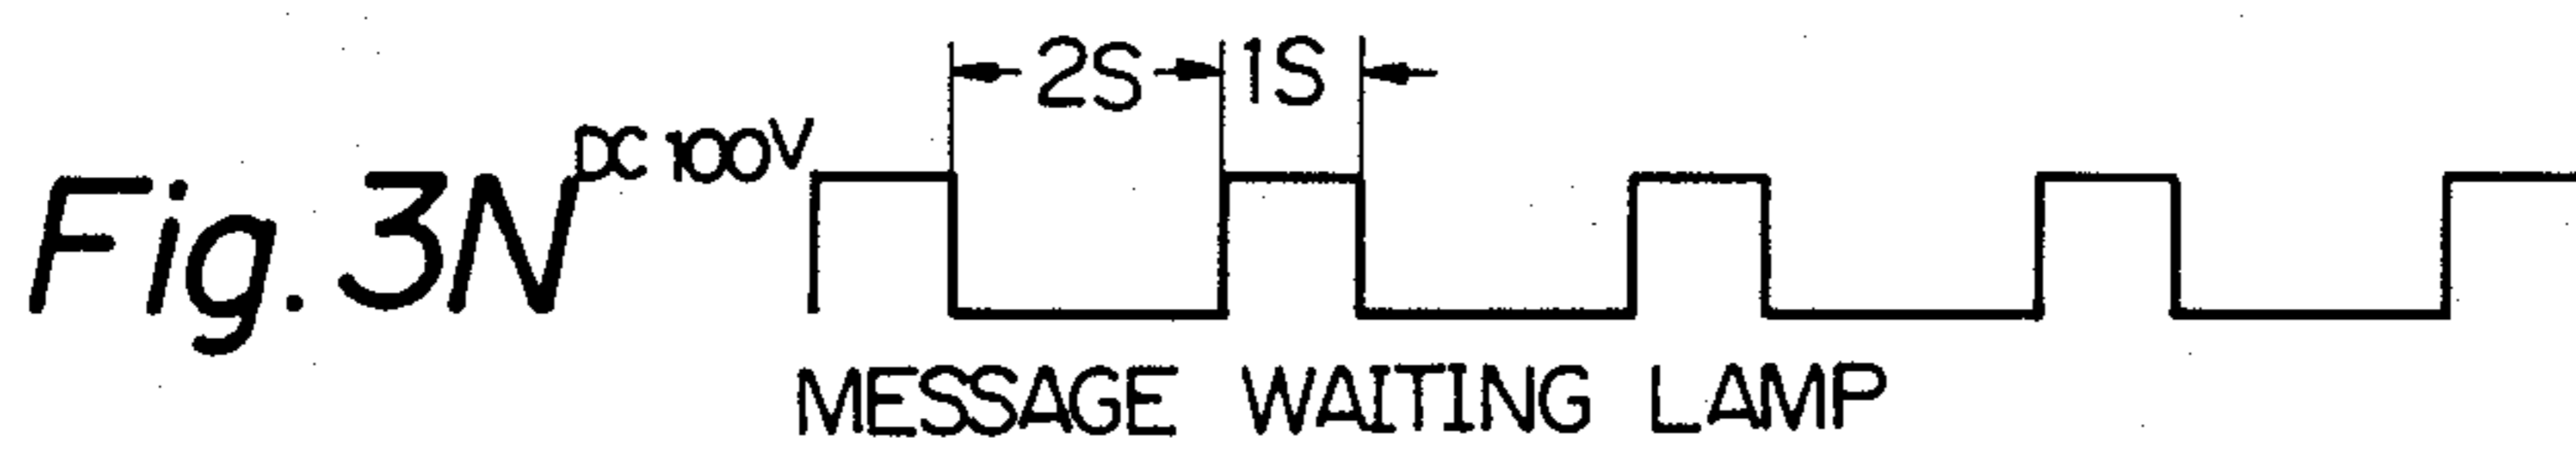 2S 1S
Fig. 3N DC 100V
MESSAGE WAITING LAMP